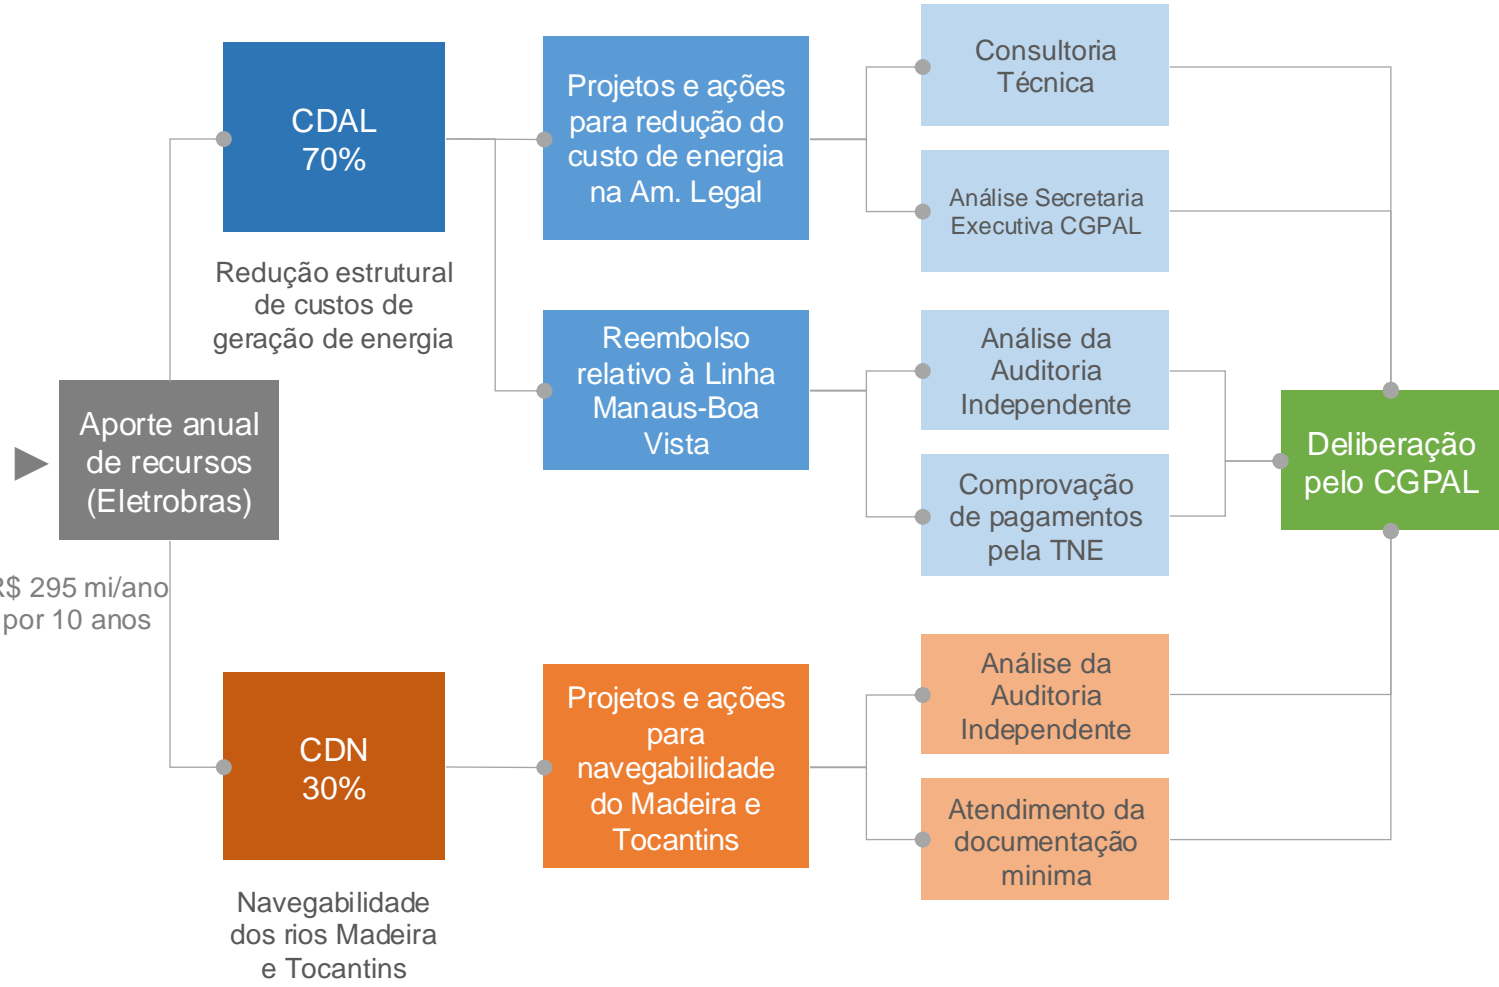 CDAL
70%
Redução estrutural
de custos de
geração de energia
Projetos e ações
para redução do
custo de energia
na Am. Legal
Consultoria
Técnica
Análise Secretaria
Executiva CGPAL
Reembolso
relativo à Linha
Manaus-Boa
Vista
Análise da
Auditoria
Independente
Comprovação
de pagamentos
pela TNE
Aporte anual
de recursos
(Eletrobras)
R$ 295 mi/ano
por 10 anos
Deliberação
pelo CGPAL
CDN
30%
Navegabilidade
dos rios Madeira
e Tocantins
Projetos e ações
para
navegabilidade
do Madeira e
Tocantins
Análise da
Auditoria
Independente
Atendimento da
documentação
minima